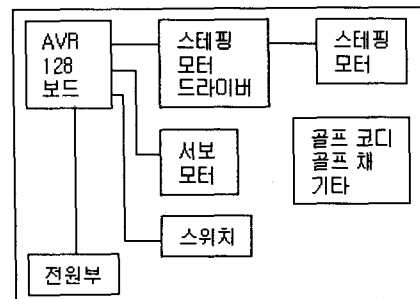 AVR
128
보드
스테핑
모터
드라이버
스테핑
모터
서보
모터
골프 코디
골프 채
기타
스위치
전원부